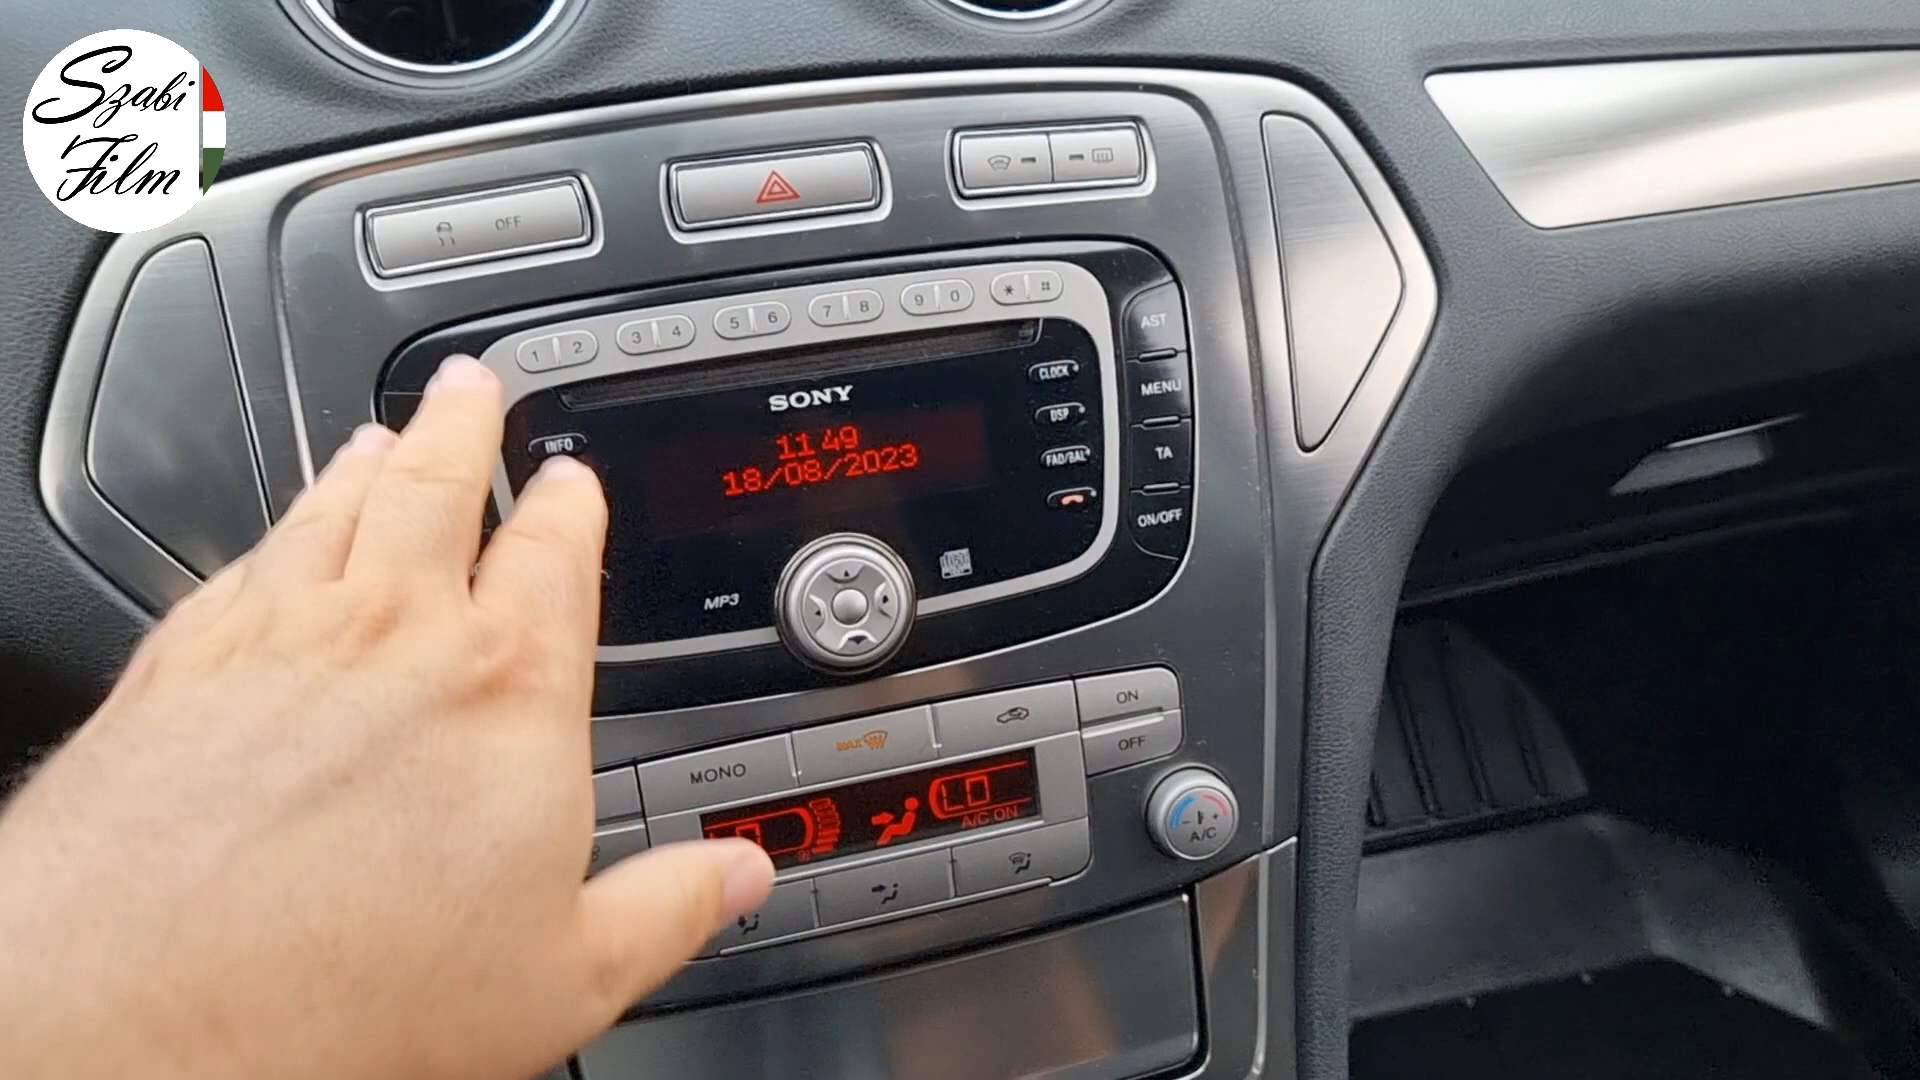 Szabi
Film
OFF
1 2 3 4 5 6 7 8 9 0 * #
AST
SONY
CLOCK
MENU
DSP
INFO
11 49
FAD/BAL
TA
18/08/2023
ON/OFF
MP3
ON
MAX
OFF
MONO
LO
A/C ON
A/C